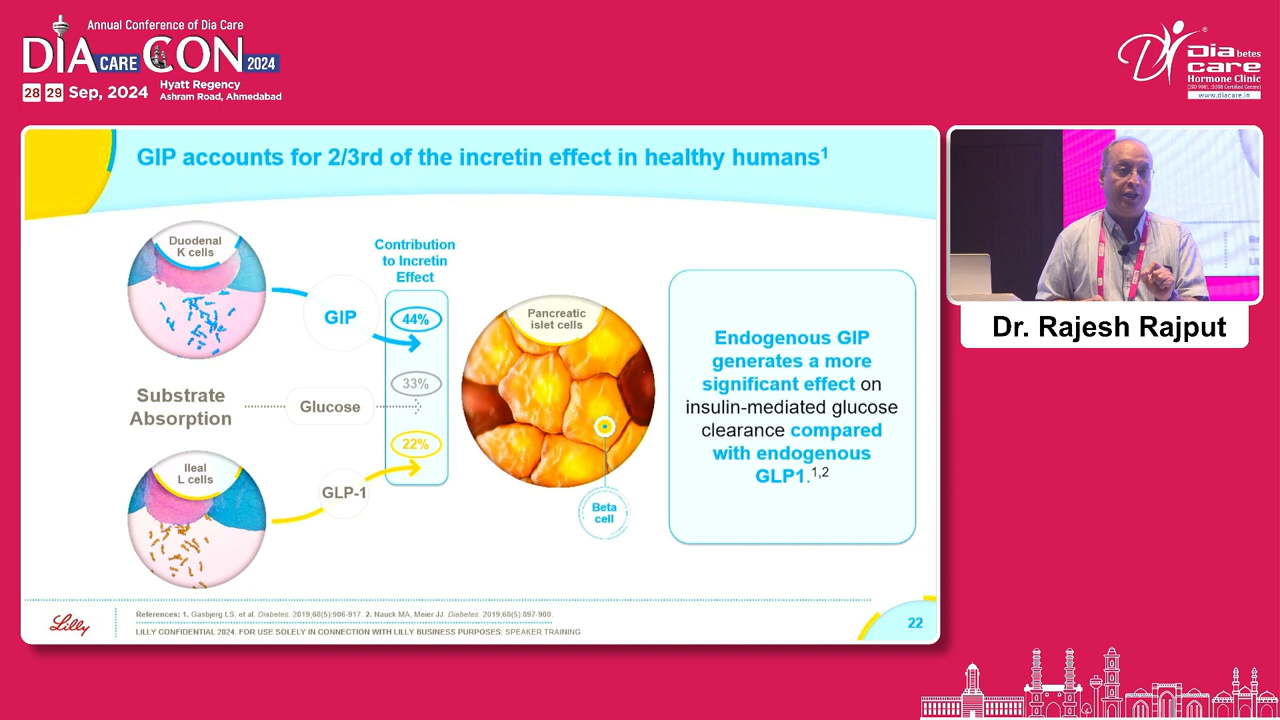 Annual Conference of Dia Care
DIA CARE CON 2024
28 29 Sep, 2024
Hyatt Regency
Ashram Road, Ahmedabad
Diabetes
care
Hormone Clinic
(ISO 9001:2008 Certified Centre)
www.diacare.in
GIP accounts for 2/3rd of the incretin effect in healthy humans1
Duodenal
K cells
Contribution
to Incretin
Effect
GIP
44%
Pancreatic
islet cells
33%
Substrate
Absorption
Glucose
22%
Ileal
L cells
GLP-1
Beta
cell
Endogenous GIP
generates a more
significant effect on
insulin-mediated glucose
clearance compared
with endogenous
GLP1.1,2
Lilly
References: 1. Gasbjerg LS, et al. Diabetes. 2019;68(5):906-917. 2. Nauck MA, Meier JJ. Diabetes. 2019;68(5):897-900.
LILLY CONFIDENTIAL 2024. FOR USE SOLELY IN CONNECTION WITH LILLY BUSINESS PURPOSES: SPEAKER TRAINING
22
Dr. Rajesh Rajput